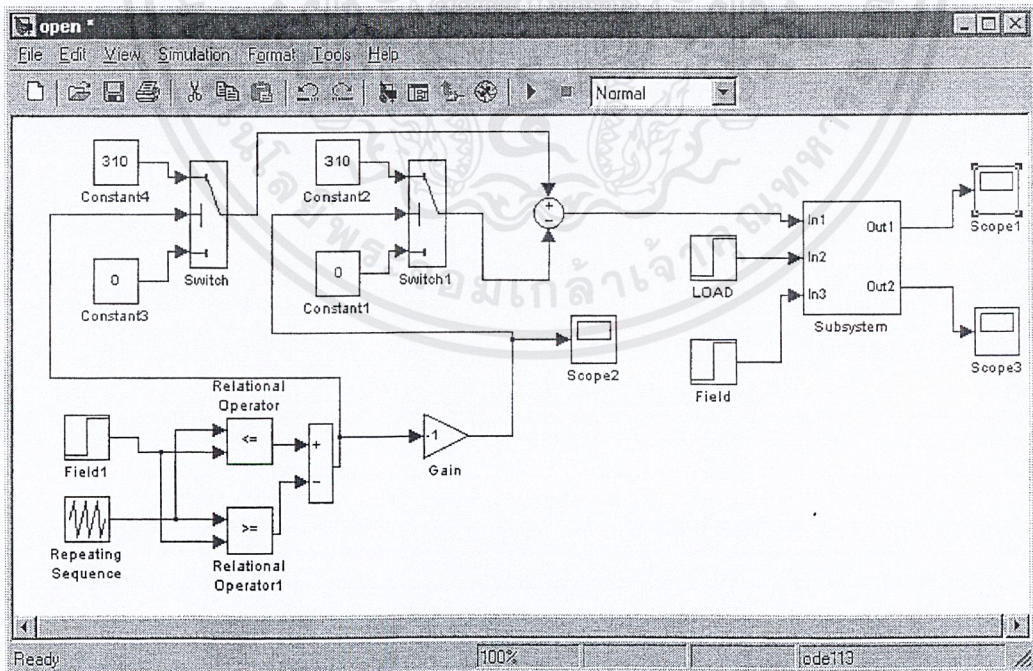 open *
File Edit View Simulation Format Tools Help
Normal
310
Constant4
310
Constant2
Switch
Switch1
0
Constant3
0
Constant1
+
-
LOAD
Field
In1
In2
In3
Out1
Out2
Subsystem
Scope1
Scope3
Scope2
Relational
Operator
<=
Field1
+
-
-1
Gain
>=
Repeating
Sequence
Relational
Operator1
Ready
100%
ode113